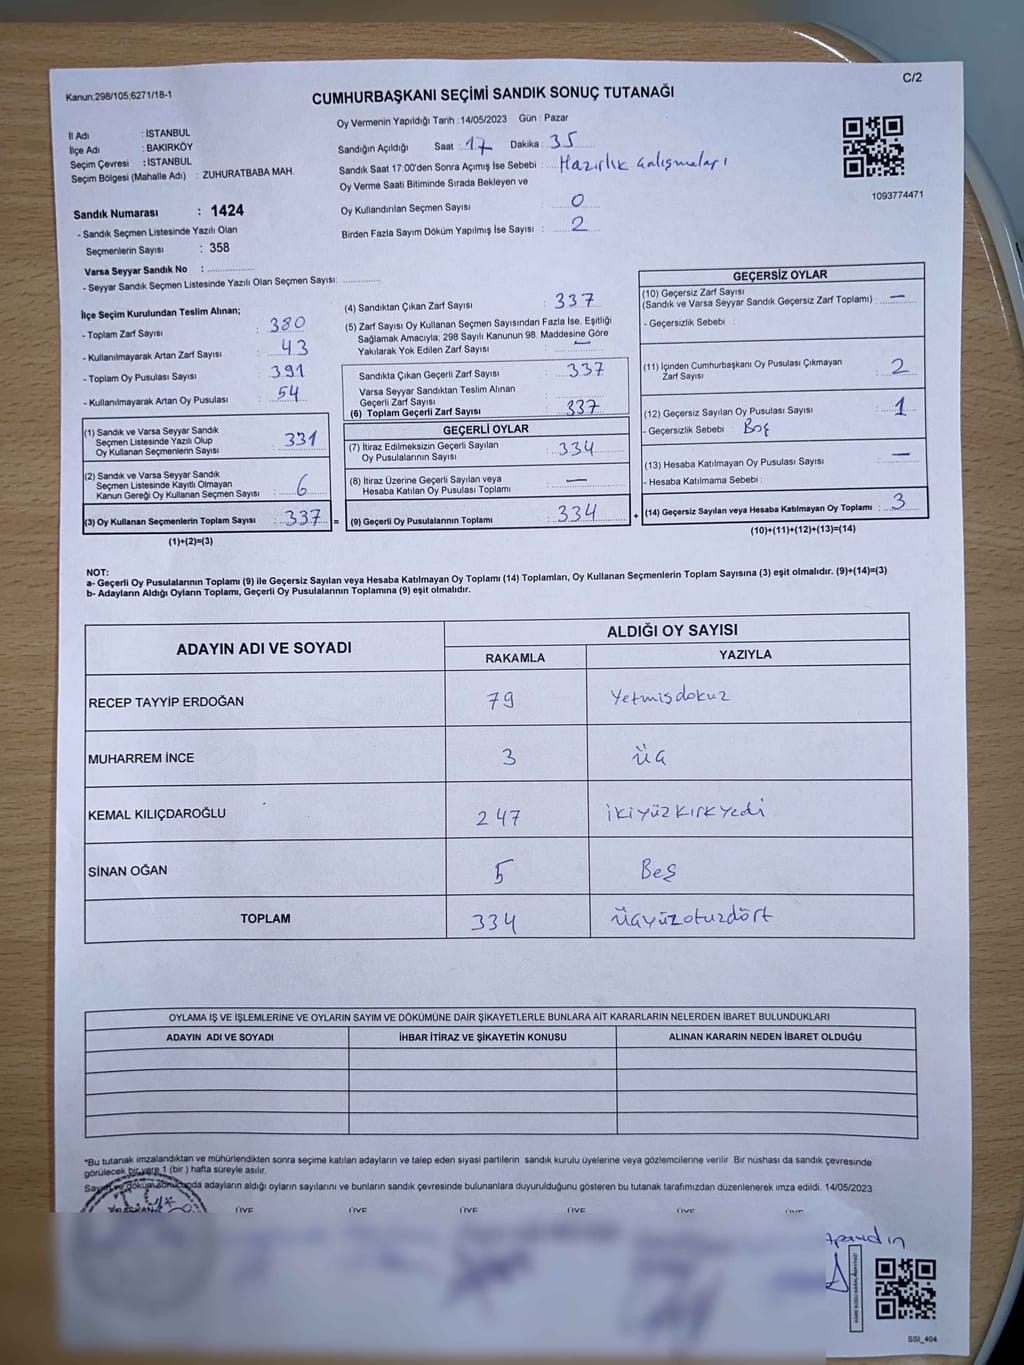 C/2
Kanun:298/105,6271/18-1
CUMHURBAŞKANI SEÇİMİ SANDIK SONUÇ TUTANAĞI
İl Adı : İSTANBUL
İlçe Adı : BAKIRKÖY
Seçim Çevresi : İSTANBUL
Seçim Bölgesi (Mahalle Adı) : ZUHURATBABA MAH.
Sandık Numarası : 1424
- Sandık Seçmen Listesinde Yazılı Olan
Seçmenlerin Sayısı : 358
Varsa Seyyar Sandık No :
- Seyyar Sandık Seçmen Listesinde Yazılı Olan Seçmen Sayısı:
Oy Vermenin Yapıldığı Tarih : 14/05/2023 Gün : Pazar
Sandığın Açıldığı Saat : 17 Dakika : 35
Sandık Saat 17:00'den Sonra Açımış İse Sebebi : Hazırlık çalışmaları
Oy Verme Saati Bitiminde Sırada Bekleyen ve
Oy Kullandırılan Seçmen Sayısı : 0
Birden Fazla Sayım Döküm Yapılmış İse Sayısı : 2
1093774471
İlçe Seçim Kurulundan Teslim Alınan;
- Toplam Zarf Sayısı : 380
- Kullanılmayarak Artan Zarf Sayısı : 43
- Toplam Oy Pusulası Sayısı : 391
- Kullanılmayarak Artan Oy Pusulası : 54
(1) Sandık ve Varsa Seyyar Sandık
Seçmen Listesinde Yazılı Olup
Oy Kullanan Seçmenlerin Sayısı : 331
(2) Sandık ve Varsa Seyyar Sandık
Seçmen Listesinde Kayıtlı Olmayan
Kanun Gereği Oy Kullanan Seçmen Sayısı : 6
(3) Oy Kullanan Seçmenlerin Toplam Sayısı : 337 =
(1)+(2)=(3)
(4) Sandıktan Çıkan Zarf Sayısı : 337
(5) Zarf Sayısı Oy Kullanan Seçmen Sayısından Fazla İse, Eşitliği
Sağlamak Amacıyla; 298 Sayılı Kanunun 98. Maddesine Göre
Yakılarak Yok Edilen Zarf Sayısı : —
Sandıkta Çıkan Geçerli Zarf Sayısı : 337
Varsa Seyyar Sandıktan Teslim Alınan
Geçerli Zarf Sayısı :
(6) Toplam Geçerli Zarf Sayısı : 337
GEÇERLİ OYLAR
(7) İtiraz Edilmeksizin Geçerli Sayılan
Oy Pusulalarının Sayısı : 334
(8) İtiraz Üzerine Geçerli Sayılan veya
Hesaba Katılan Oy Pusulası Toplamı : —
(9) Geçerli Oy Pusulalarının Toplamı : 334 +
GEÇERSİZ OYLAR
(10) Geçersiz Zarf Sayısı
(Sandık ve Varsa Seyyar Sandık Geçersiz Zarf Toplamı) : —
- Geçersizlik Sebebi :
(11) İçinden Cumhurbaşkanı Oy Pusulası Çıkmayan
Zarf Sayısı : 2
(12) Geçersiz Sayılan Oy Pusulası Sayısı : 1
- Geçersizlik Sebebi : Boş
(13) Hesaba Katılmayan Oy Pusulası Sayısı : —
- Hesaba Katılmama Sebebi :
(14) Geçersiz Sayılan veya Hesaba Katılmayan Oy Toplamı : 3
(10)+(11)+(12)+(13)=(14)
NOT:
a- Geçerli Oy Pusulalarının Toplamı (9) ile Geçersiz Sayılan veya Hesaba Katılmayan Oy Toplamı (14) Toplamları, Oy Kullanan Seçmenlerin Toplam Sayısına (3) eşit olmalıdır. (9)+(14)=(3)
b- Adayların Aldığı Oyların Toplamı, Geçerli Oy Pusulalarının Toplamına (9) eşit olmalıdır.
ADAYIN ADI VE SOYADI ALDIĞI OY SAYISI
RAKAMLA YAZIYLA
RECEP TAYYİP ERDOĞAN 79 Yetmişdokuz
MUHARREM İNCE 3 üç
KEMAL KILIÇDAROĞLU 247 ikiyüzkırkyedi
SİNAN OĞAN 5 Beş
TOPLAM 334 üçyüzotuzdört
OYLAMA İŞ VE İŞLEMLERİNE VE OYLARIN SAYIM VE DÖKÜMÜNE DAİR ŞİKAYETLERLE BUNLARA AİT KARARLARIN NELERDEN İBARET BULUNDUKLARI
ADAYIN ADI VE SOYADI İHBAR İTİRAZ VE ŞİKAYETİN KONUSU ALINAN KARARIN NEDEN İBARET OLDUĞU
*Bu tutanak imzalandıktan ve mühürlendikten sonra seçime katılan adayların ve talep eden siyasi partilerin sandık kurulu üyelerine veya gözlemcilerine verilir. Bir nüshası da sandık çevresinde
görülecek bir yere 1 (bir ) hafta süreyle asılır.
adayların aldığı oyların sayılarını ve bunların sandık çevresinde bulunanlara duyurulduğunu gösteren bu tutanak tarafımızdan düzenlenerek imza edildi. 14/05/2023
ÜYE ÜYE ÜYE ÜYE ÜYE
SSI_404